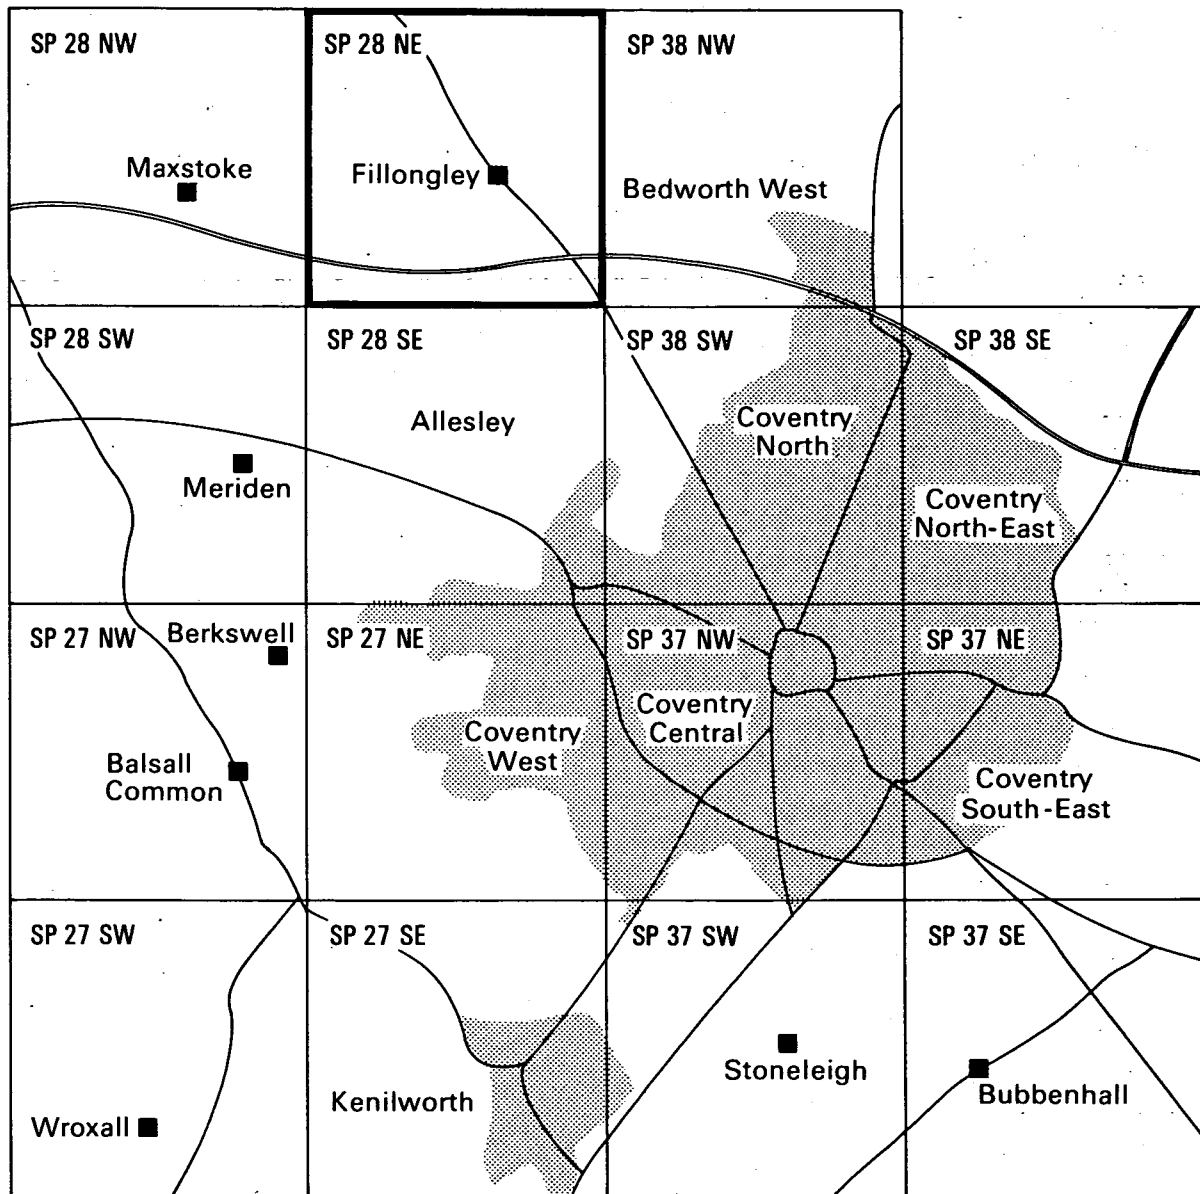 SP 28 NW
SP 28 NE
SP 38 NW
Maxstoke
Fillongley
Bedworth West
SP 28 SW
SP 28 SE
SP 38 SW
SP 38 SE
Allesley
Coventry
North
Meriden
Coventry
North-East
SP 27 NW
Berkswell
SP 27 NE
SP 37 NW
SP 37 NE
Coventry
West
Coventry
Central
Balsall
Common
Coventry
South-East
SP 27 SW
SP 27 SE
SP 37 SW
SP 37 SE
Stoneleigh
Bubbenhall
Kenilworth
Wroxall